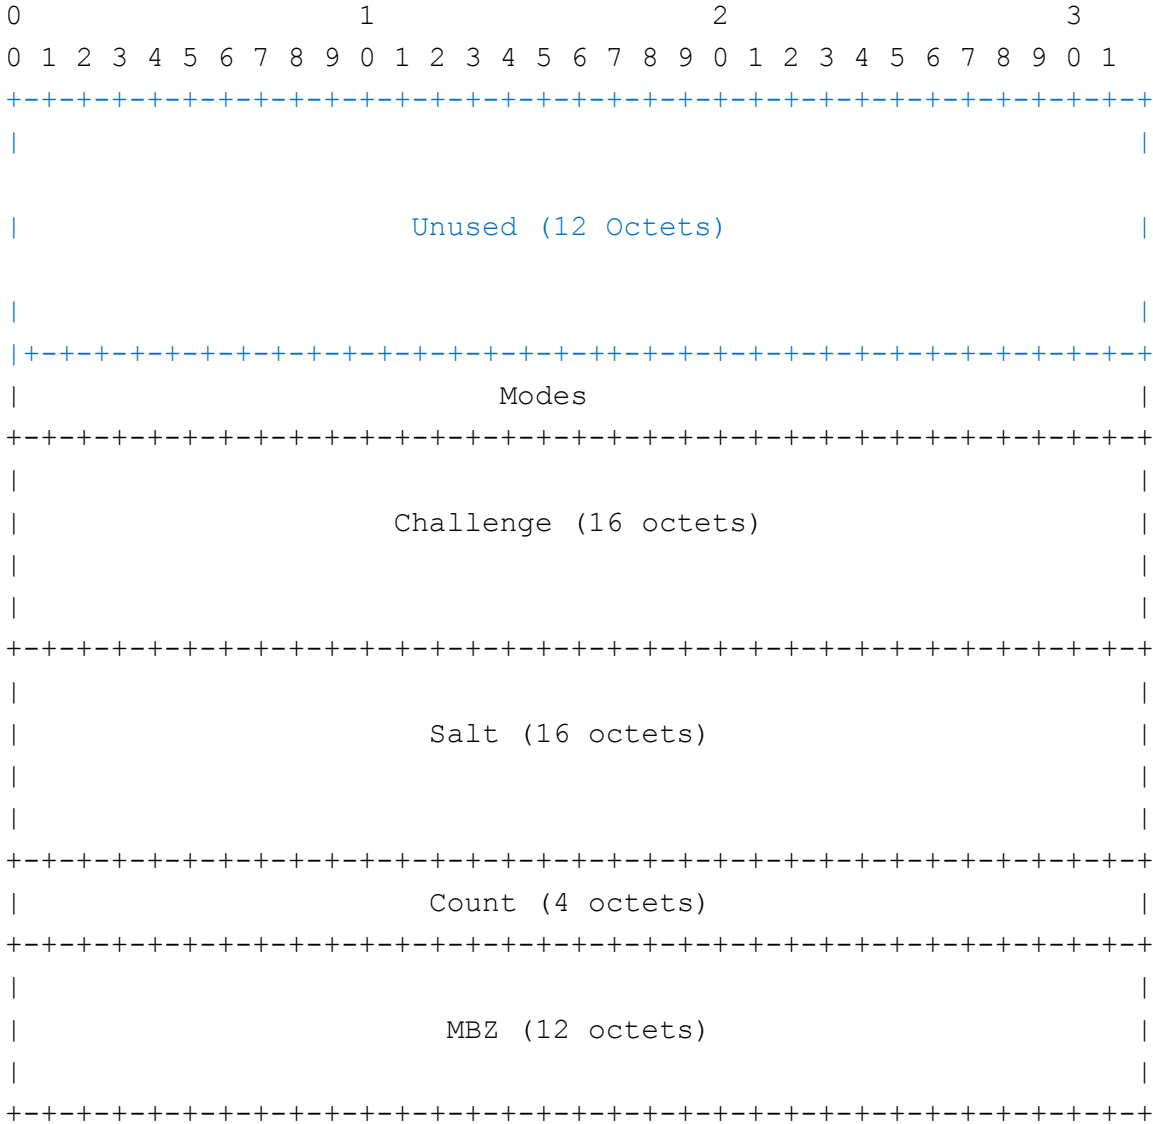 0                   1                   2                   3
0 1 2 3 4 5 6 7 8 9 0 1 2 3 4 5 6 7 8 9 0 1 2 3 4 5 6 7 8 9 0 1
+-+-+-+-+-+-+-+-+-+-+-+-+-+-+-+-+-+-+-+-+-+-+-+-+-+-+-+-+-+-+-+-+
|                                                               |
|                      Unused (12 Octets)                       |
|                                                               |
|+-+-+-+-+-+-+-+-+-+-+-+-+-+-+-+-++-+-+-+-+-+-+-+-+-+-+-+-+-+-+-+
|                           Modes                               |
+-+-+-+-+-+-+-+-+-+-+-+-+-+-+-+-+-+-+-+-+-+-+-+-+-+-+-+-+-+-+-+-+
|                                                               |
|                     Challenge (16 octets)                     |
|                                                               |
|                                                               |
+-+-+-+-+-+-+-+-+-+-+-+-+-+-+-+-+-+-+-+-+-+-+-+-+-+-+-+-+-+-+-+-+
|                                                               |
|                       Salt (16 octets)                        |
|                                                               |
|                                                               |
+-+-+-+-+-+-+-+-+-+-+-+-+-+-+-+-+-+-+-+-+-+-+-+-+-+-+-+-+-+-+-+-+
|                       Count (4 octets)                        |
+-+-+-+-+-+-+-+-+-+-+-+-+-+-+-+-+-+-+-+-+-+-+-+-+-+-+-+-+-+-+-+-+
|                                                               |
|                        MBZ (12 octets)                        |
|                                                               |
+-+-+-+-+-+-+-+-+-+-+-+-+-+-+-+-+-+-+-+-+-+-+-+-+-+-+-+-+-+-+-+-+